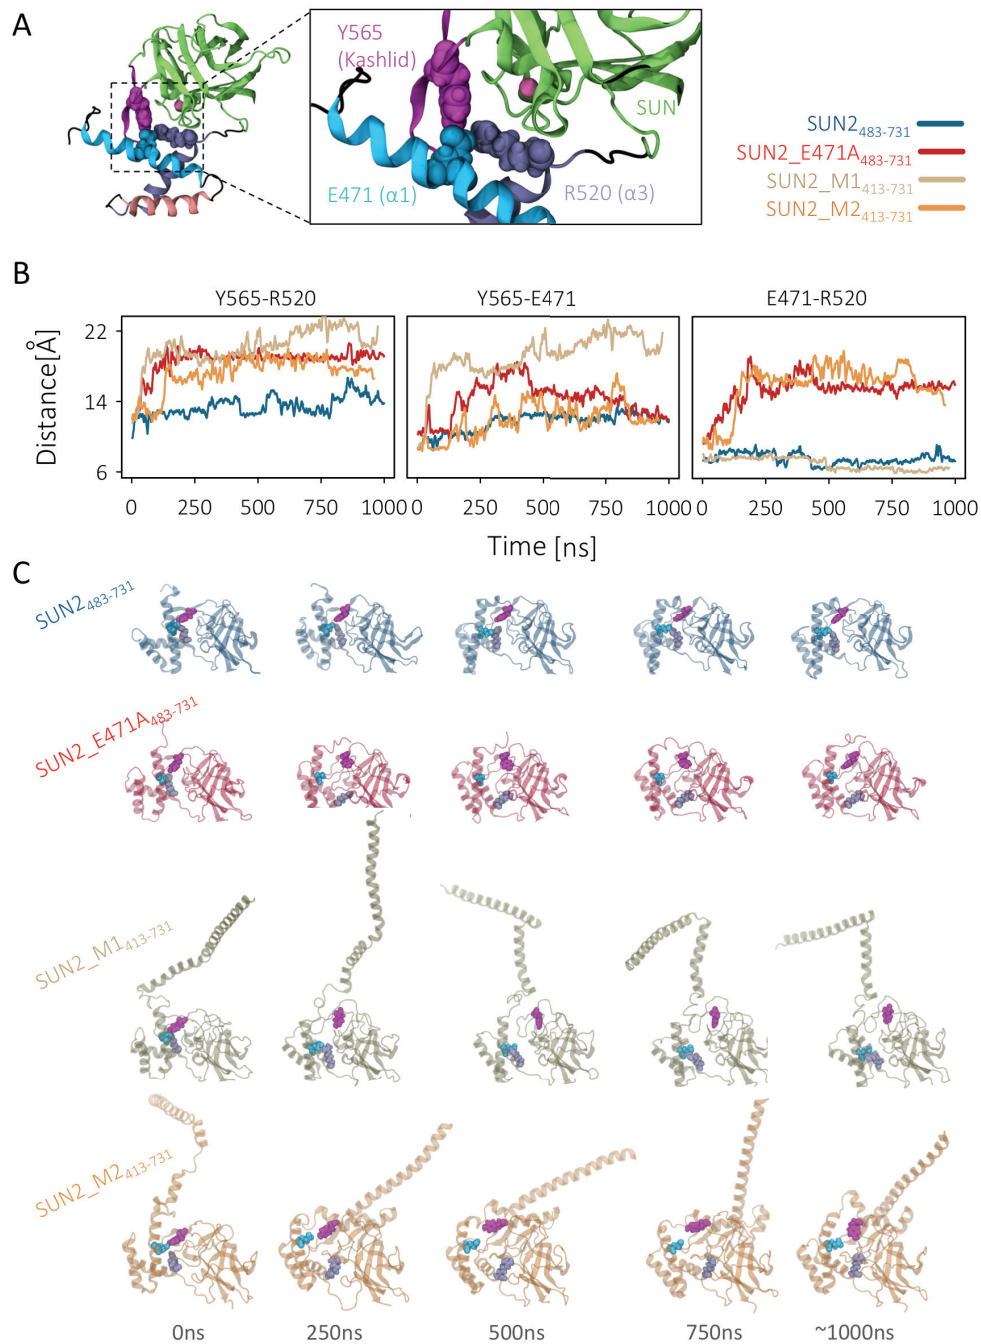 A
Y565
(Kashlid)
SUN
E471 (α1)
R520 (α3)
SUN2483-731
SUN2_E471A483-731
SUN2_M1413-731
SUN2_M2413-731
B
Y565-R520
Y565-E471
E471-R520
Distance[Å]
22
14
6
0 250 500 750 1000
0 250 500 750 1000
0 250 500 750 1000
Time [ns]
C
SUN2483-731
SUN2_E471A483-731
SUN2_M1413-731
SUN2_M2413-731
0ns
250ns
500ns
750ns
~1000ns